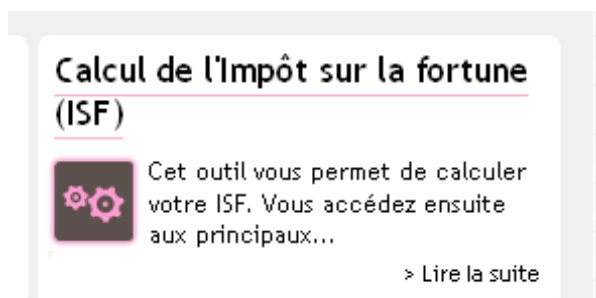 Calcul de l'Impôt sur la fortune
(ISF)
Cet outil vous permet de calculer
votre ISF. Vous accédez ensuite
aux principaux...
> Lire la suite